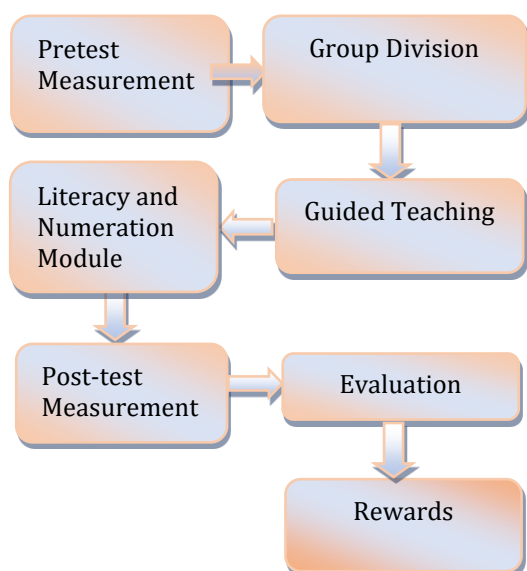 Pretest
Measurement
Group Division
Guided Teaching
Literacy and
Numeration
Module
Post-test
Measurement
Evaluation
Rewards